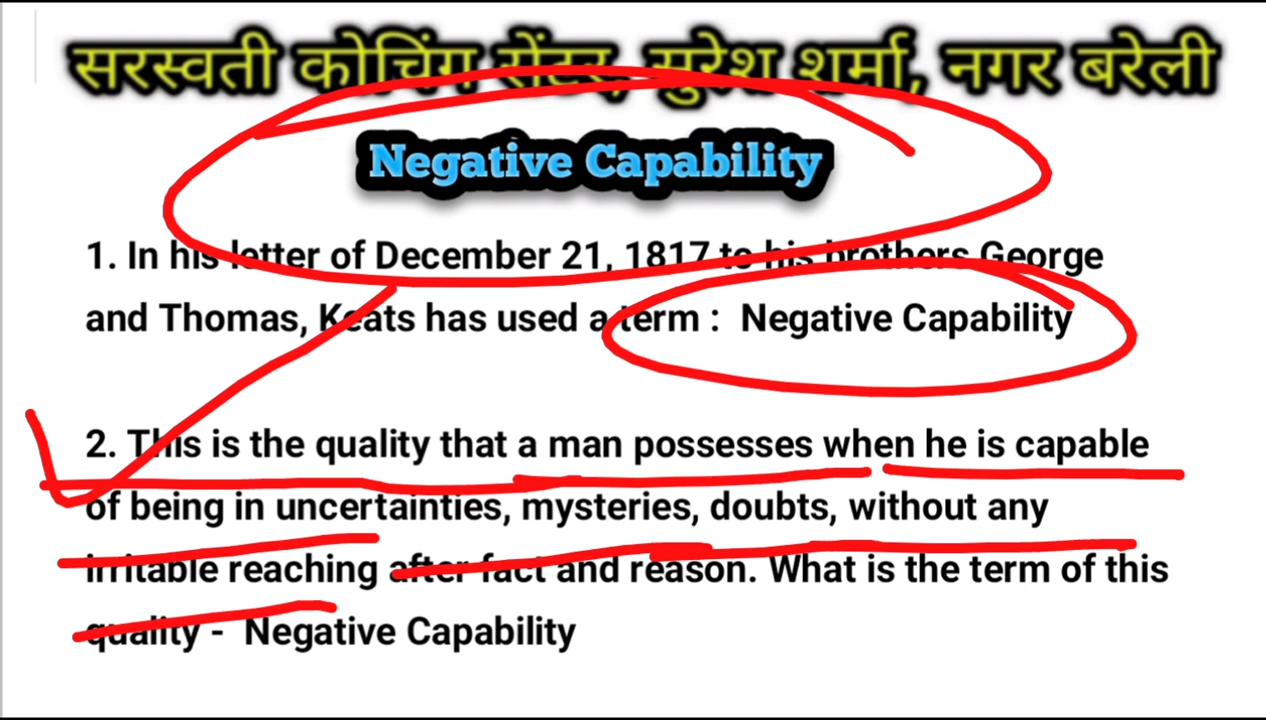 सरस्वती कोचिंग सेंटर, सुरेश शर्मा, नगर बरेली
Negative Capability
1. In his letter of December 21, 1817 to his brothers George
and Thomas, Keats has used a term : Negative Capability
2. This is the quality that a man possesses when he is capable
of being in uncertainties, mysteries, doubts, without any
irritable reaching after fact and reason. What is the term of this
quality - Negative Capability